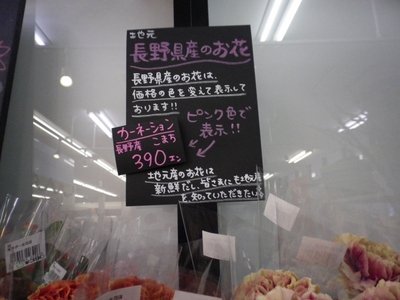 地元
長野県産のお花
長野県産のお花は、
価格の色を変えて表示して
おります!!
ピンク色で
表示!!
カーネーション
長野産 こまち
390エン
地元産のお花は
新鮮だし、皆さまにも地元産
を知っていただきたい